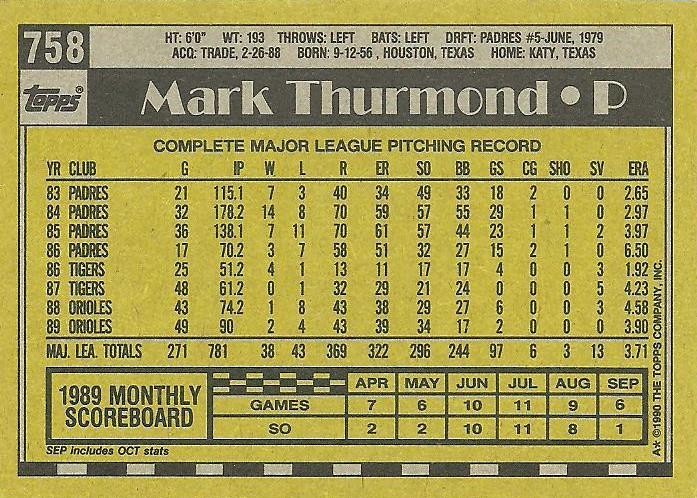 758
HT: 6'0" WT: 193 THROWS: LEFT BATS: LEFT DRFT: PADRES #5-JUNE, 1979
ACQ: TRADE, 2-26-88 BORN: 9-12-56 , HOUSTON, TEXAS HOME: KATY, TEXAS
topps®
Mark Thurmond • P
COMPLETE MAJOR LEAGUE PITCHING RECORD
YR CLUB G IP W L R ER SO BB GS CG SHO SV ERA
83 PADRES 21 115.1 7 3 40 34 49 33 18 2 0 0 2.65
84 PADRES 32 178.2 14 8 70 59 57 55 29 1 1 0 2.97
85 PADRES 36 138.1 7 11 70 61 57 44 23 1 1 2 3.97
86 PADRES 17 70.2 3 7 58 51 32 27 15 2 1 0 6.50
86 TIGERS 25 51.2 4 1 13 11 17 17 4 0 0 3 1.92
87 TIGERS 48 61.2 0 1 32 29 21 24 0 0 0 5 4.23
88 ORIOLES 43 74.2 1 8 43 38 29 27 6 0 0 3 4.58
89 ORIOLES 49 90 2 4 43 39 34 17 2 0 0 0 3.90
MAJ. LEA. TOTALS 271 781 38 43 369 322 296 244 97 6 3 13 3.71
1989 MONTHLY
SCOREBOARD
APR MAY JUN JUL AUG SEP
GAMES 7 6 10 11 9 6
SO 2 2 10 11 8 1
SEP includes OCT stats
A* ©1990 THE TOPPS COMPANY, INC.